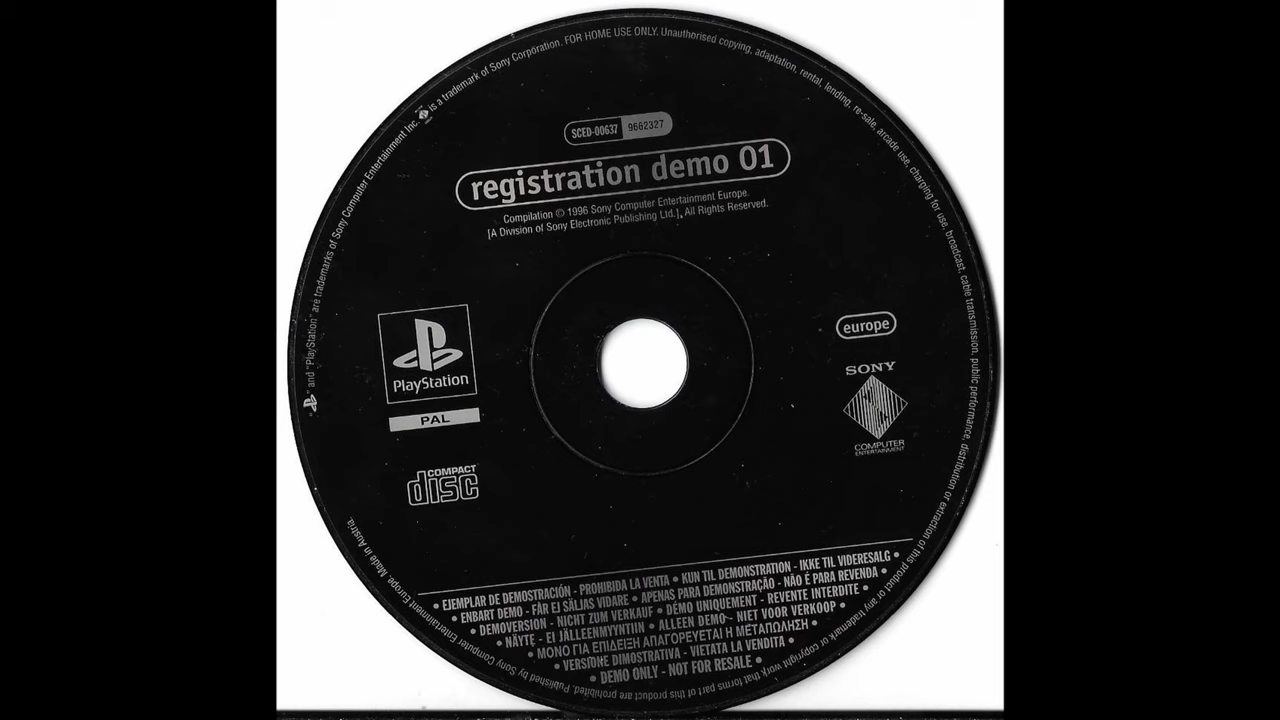 " and "PlayStation" are trademarks of Sony Computer Entertainment Inc. is a trademark of Sony Corporation. FOR HOME USE ONLY. Unauthorised copying, adaptation, rental, lending, re-sale, arcade use, charging for use, broadcast, cable transmission, public performance, distribution or extraction of this product or any trademark or copyright work that forms part of this product are prohibited. Published by Sony Computer Entertainment Europe. Made in Austria.
SCED-00637 9662327
registration demo 01
Compilation © 1996 Sony Computer Entertainment Europe.
[A Division of Sony Electronic Publishing Ltd.]. All Rights Reserved.
PlayStation
PAL
COMPACT
disc
europe
SONY
COMPUTER
ENTERTAINMENT
• EJEMPLAR DE DEMOSTRACIÓN - PROHIBIDA LA VENTA • KUN TIL DEMONSTRATION - IKKE TIL VIDERESALG •
• ENBART DEMO - FÅR EJ SÄLJAS VIDARE • APENAS PARA DEMONSTRAÇÃO - NÃO É PARA REVENDA •
• DEMOVERSION - NICHT ZUM VERKAUF • DÉMO UNIQUEMENT - REVENTE INTERDITE •
• NÄYTE - EI JÄLLEENMYYNTIIN • ALLEEN DEMO - NIET VOOR VERKOOP •
• ΜΟΝΟ ΓΙΑ ΕΠΙΔΕΙΞΗ ΑΠΑΓΟΡΕΥΕΤΑΙ Η ΜΕΤΑΠΩΛΗΣΗ •
• VERSIONE DIMOSTRATIVA - VIETATA LA VENDITA •
• DEMO ONLY - NOT FOR RESALE •